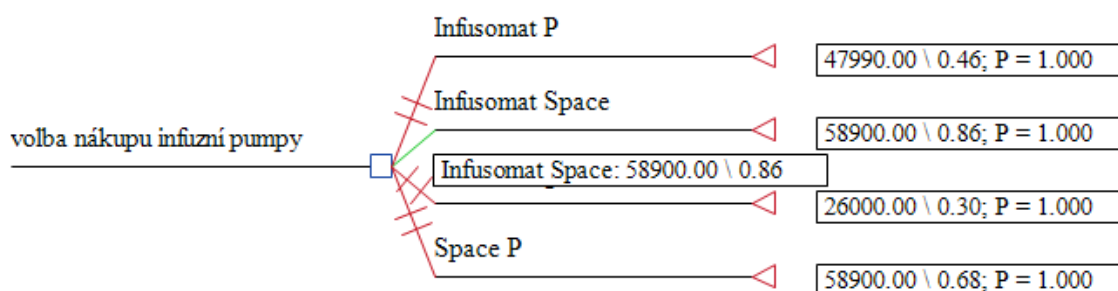 Infusomat P
47990.00 \ 0.46; P = 1.000
Infusomat Space
58900.00 \ 0.86; P = 1.000
volba nákupu infuzní pumpy
Infusomat Space: 58900.00 \ 0.86
26000.00 \ 0.30; P = 1.000
Space P
58900.00 \ 0.68; P = 1.000